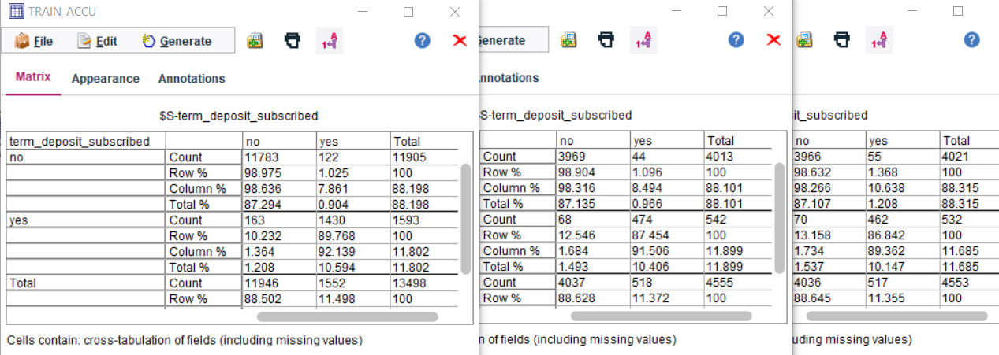 TRAIN_ACCU
File Edit Generate Generate
Matrix Appearance Annotations Annotations
$S-term_deposit_subscribed S-term_deposit_subscribed it_subscribed
term_deposit_subscribed no yes Total no yes Total no yes Total
no Count 11783 122 11905 Count 3969 44 4013 3966 55 4021
Row % 98.975 1.025 100 Row % 98.904 1.096 100 98.632 1.368 100
Column % 98.636 7.861 88.198 Column % 98.316 8.494 88.101 98.266 10.638 88.315
Total % 87.294 0.904 88.198 Total % 87.135 0.966 88.101 87.107 1.208 88.315
yes Count 163 1430 1593 Count 68 474 542 70 462 532
Row % 10.232 89.768 100 Row % 12.546 87.454 100 13.158 86.842 100
Column % 1.364 92.139 11.802 Column % 1.684 91.506 11.899 1.734 89.362 11.685
Total % 1.208 10.594 11.802 Total % 1.493 10.406 11.899 1.537 10.147 11.685
Total Count 11946 1552 13498 Count 4037 518 4555 4036 517 4553
Row % 88.502 11.498 100 Row % 88.628 11.372 100 88.645 11.355 100
Cells contain: cross-tabulation of fields (including missing values) n of fields (including missing values) uding missing values)